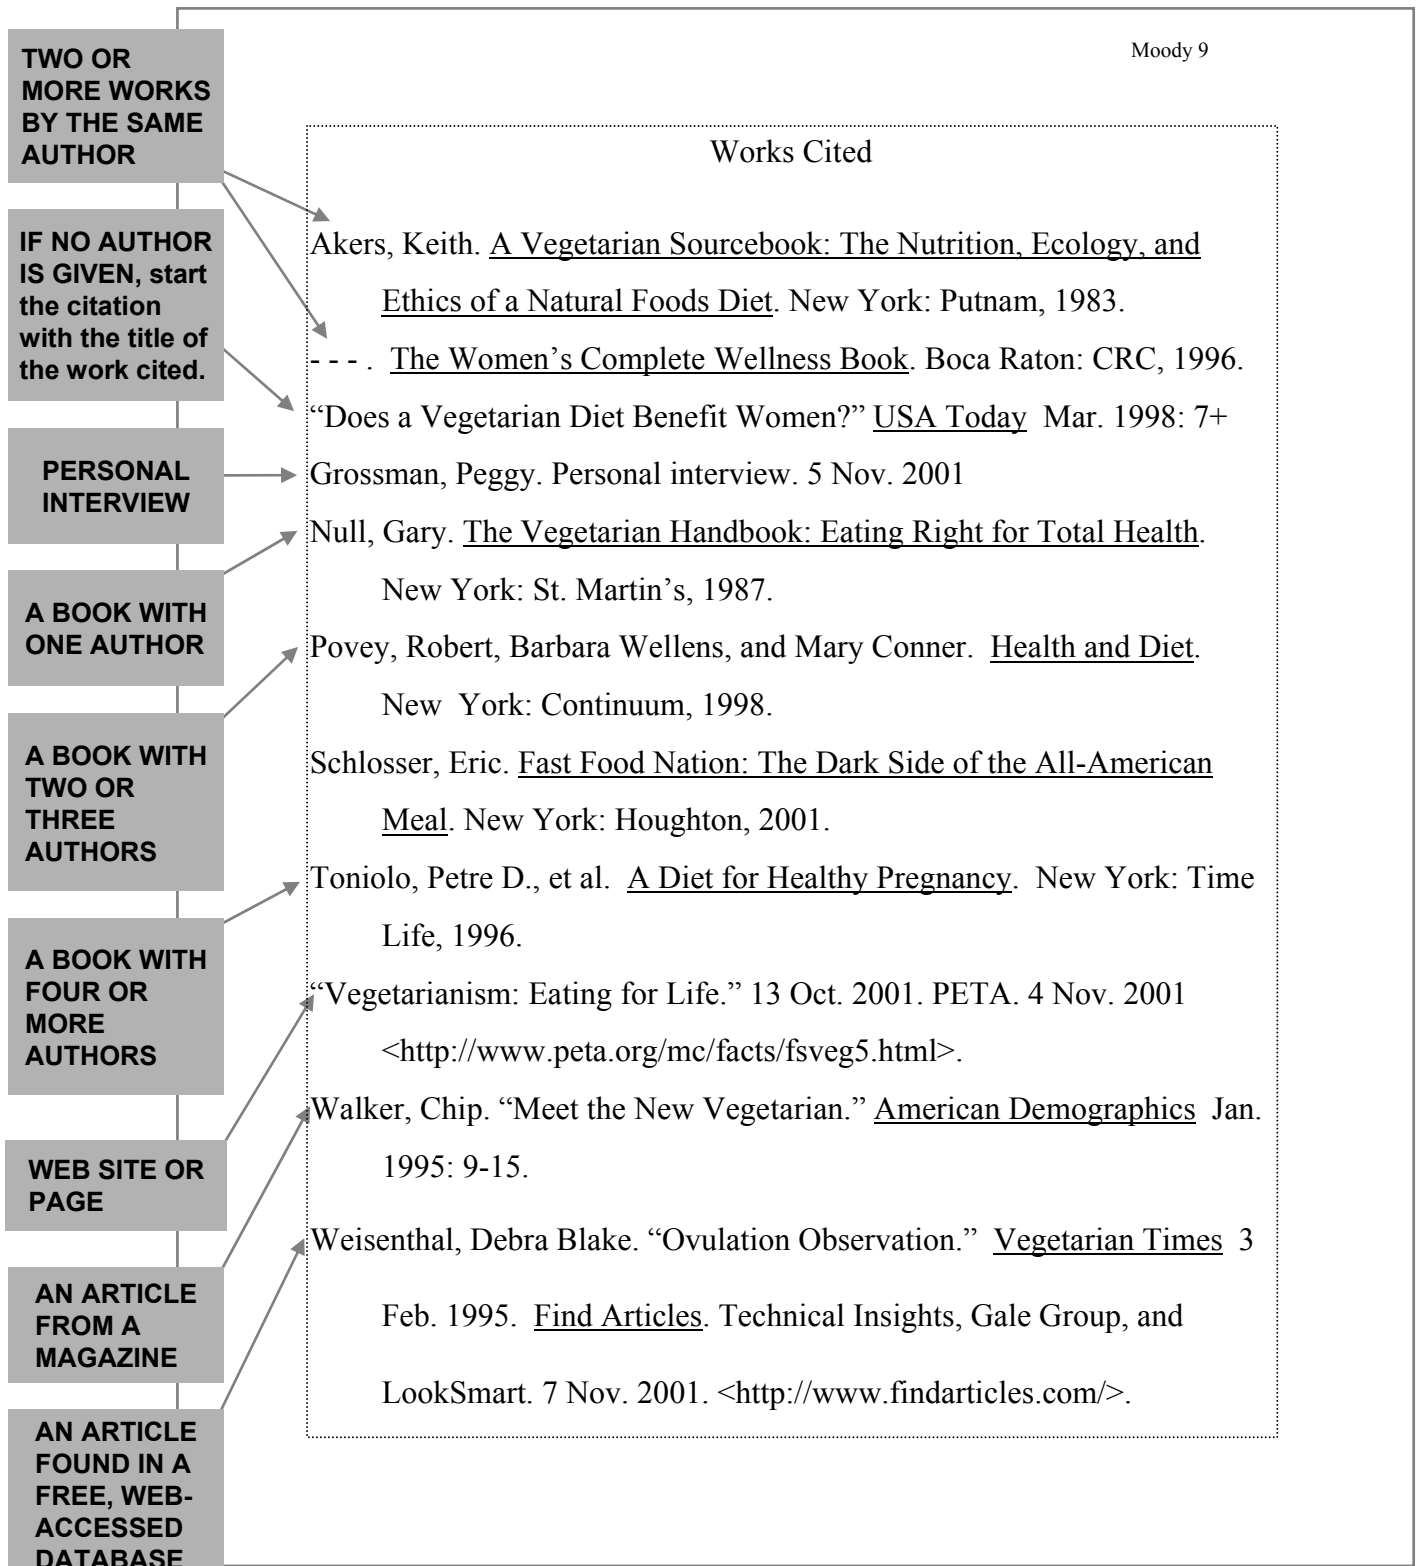 Moody 9
TWO OR
MORE WORKS
BY THE SAME
AUTHOR
IF NO AUTHOR
IS GIVEN, start
the citation
with the title of
the work cited.
PERSONAL
INTERVIEW
A BOOK WITH
ONE AUTHOR
A BOOK WITH
TWO OR
THREE
AUTHORS
A BOOK WITH
FOUR OR
MORE
AUTHORS
WEB SITE OR
PAGE
AN ARTICLE
FROM A
MAGAZINE
AN ARTICLE
FOUND IN A
FREE, WEB-
ACCESSED
DATABASE
Works Cited
Akers, Keith. A Vegetarian Sourcebook: The Nutrition, Ecology, and
Ethics of a Natural Foods Diet. New York: Putnam, 1983.
- - - . The Women’s Complete Wellness Book. Boca Raton: CRC, 1996.
“Does a Vegetarian Diet Benefit Women?” USA Today Mar. 1998: 7+
Grossman, Peggy. Personal interview. 5 Nov. 2001
Null, Gary. The Vegetarian Handbook: Eating Right for Total Health.
New York: St. Martin’s, 1987.
Povey, Robert, Barbara Wellens, and Mary Conner. Health and Diet.
New York: Continuum, 1998.
Schlosser, Eric. Fast Food Nation: The Dark Side of the All-American
Meal. New York: Houghton, 2001.
Toniolo, Petre D., et al. A Diet for Healthy Pregnancy. New York: Time
Life, 1996.
“Vegetarianism: Eating for Life.” 13 Oct. 2001. PETA. 4 Nov. 2001
<http://www.peta.org/mc/facts/fsveg5.html>.
Walker, Chip. “Meet the New Vegetarian.” American Demographics Jan.
1995: 9-15.
Weisenthal, Debra Blake. “Ovulation Observation.” Vegetarian Times 3
Feb. 1995. Find Articles. Technical Insights, Gale Group, and
LookSmart. 7 Nov. 2001. <http://www.findarticles.com/>.